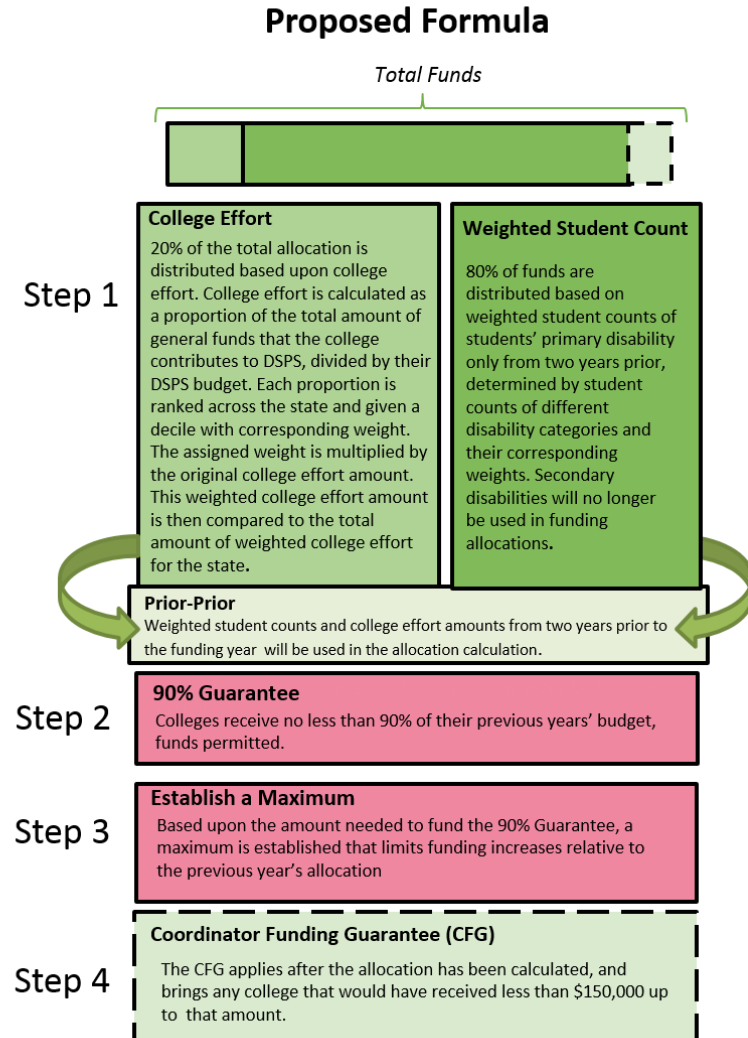 Proposed Formula
Total Funds
Step 1
College Effort
20% of the total allocation is
distributed based upon college
effort. College effort is calculated as
a proportion of the total amount of
general funds that the college
contributes to DSPS, divided by their
DSPS budget. Each proportion is
ranked across the state and given a
decile with corresponding weight.
The assigned weight is multiplied by
the original college effort amount.
This weighted college effort amount
is then compared to the total
amount of weighted college effort
for the state.
Weighted Student Count
80% of funds are
distributed based on
weighted student counts of
students’ primary disability
only from two years prior,
determined by student
counts of different
disability categories and
their corresponding
weights. Secondary
disabilities will no longer
be used in funding
allocations.
Prior-Prior
Weighted student counts and college effort amounts from two years prior to
the funding year will be used in the allocation calculation.
Step 2
90% Guarantee
Colleges receive no less than 90% of their previous years’ budget,
funds permitted.
Step 3
Establish a Maximum
Based upon the amount needed to fund the 90% Guarantee, a
maximum is established that limits funding increases relative to
the previous year’s allocation
Step 4
Coordinator Funding Guarantee (CFG)
The CFG applies after the allocation has been calculated, and
brings any college that would have received less than $150,000 up
to that amount.